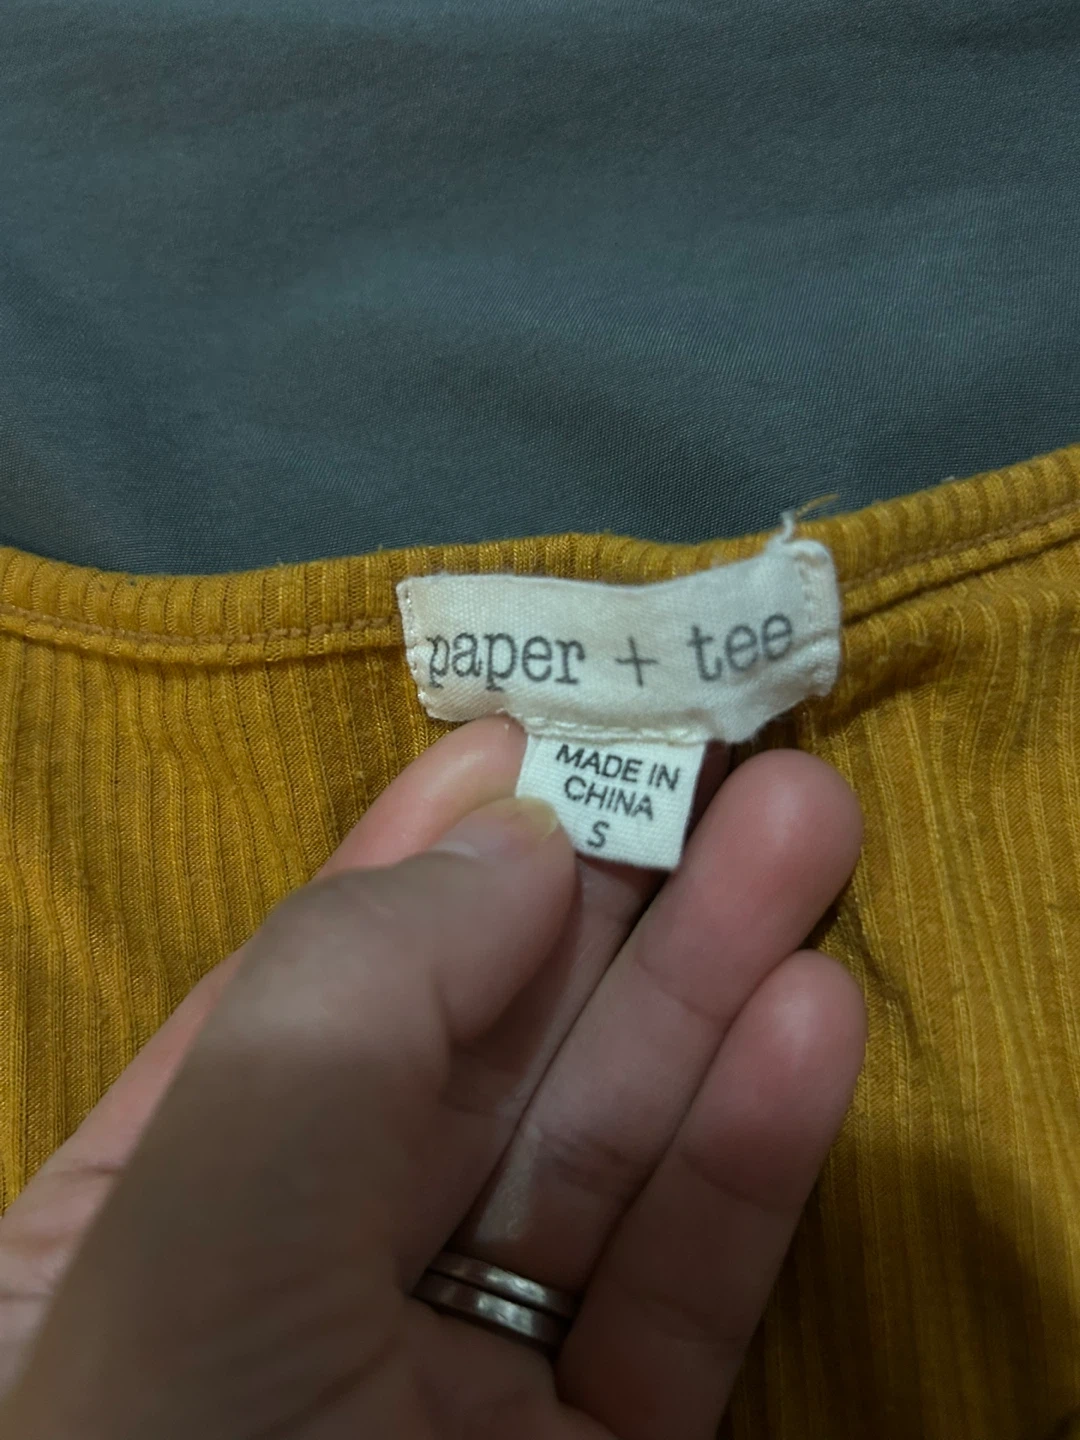 paper + tee
MADE IN
CHINA
S